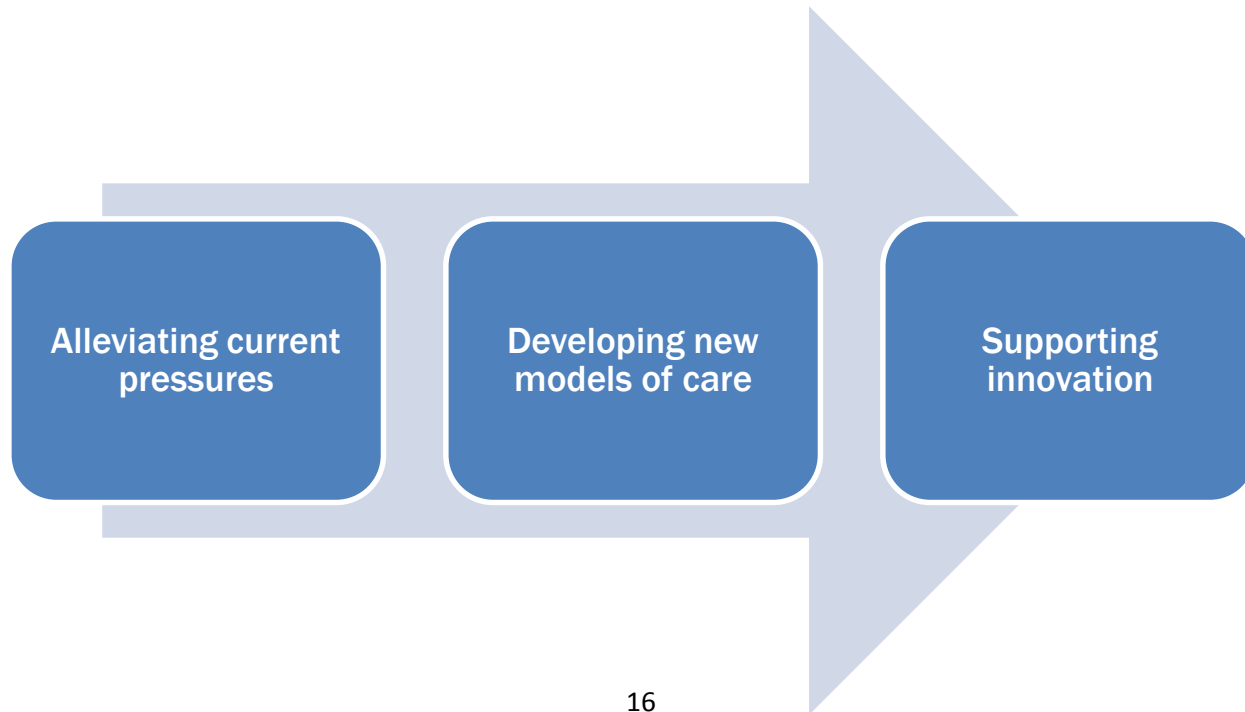 Alleviating current
pressures
Developing new
models of care
Supporting
innovation
16